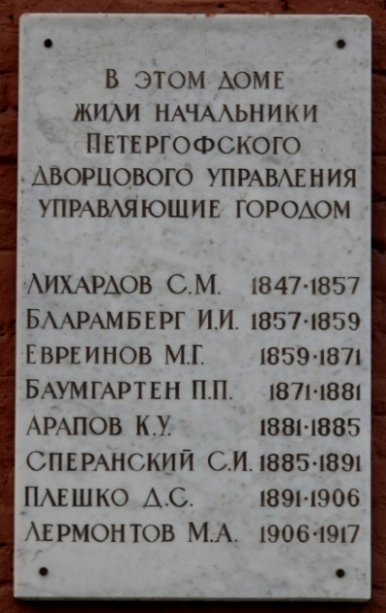 В ЭТОМ ДОМЕ
ЖИЛИ НАЧАЛЬНИКИ
ПЕТЕРГОФСКОГО
ДВОРЦОВОГО УПРАВЛЕНИЯ
УПРАВЛЯЮЩИЕ ГОРОДОМ
ЛИХАРДОВ С.М. 1847·1857
БЛАРАМБЕРГ И.И. 1857·1859
ЕВРЕИНОВ М.Г. 1859·1871
БАУМГАРТЕН П.П. 1871·1881
АРАПОВ К.У. 1881·1885
СПЕРАНСКИЙ С.И. 1885·1891
ПЛЕШКО Д.С. 1891·1906
ЛЕРМОНТОВ М.А. 1906·1917